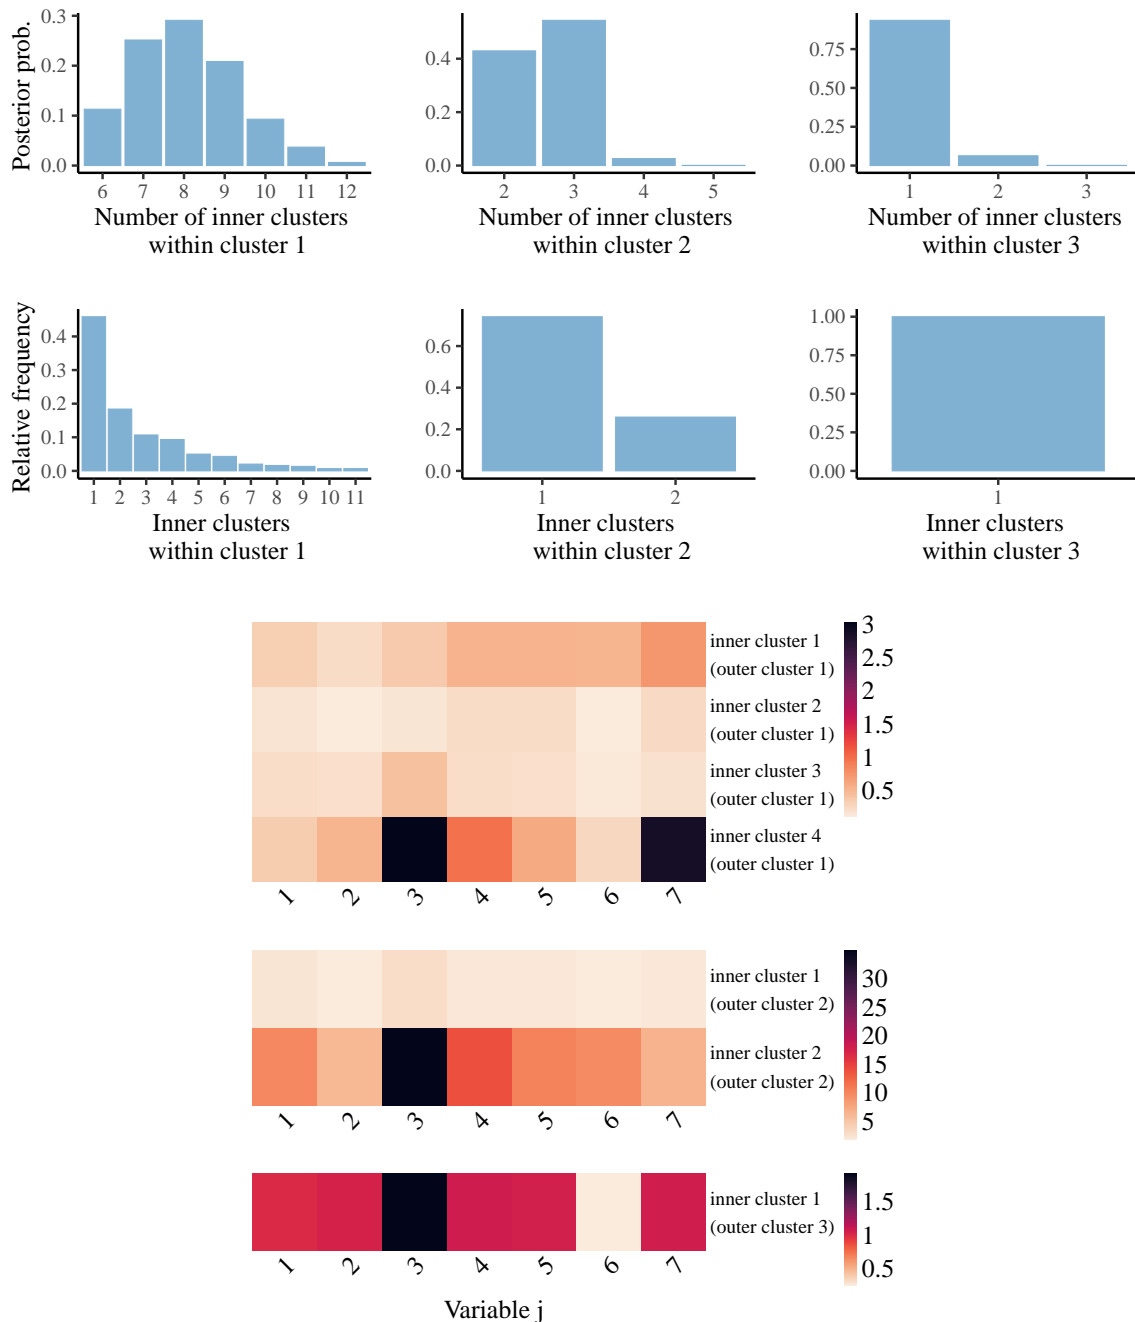 Posterior prob.
0.3
0.2
0.1
0.0
6 7 8 9 10 11 12
Number of inner clusters
within cluster 1
0.4
0.2
0.0
2 3 4 5
Number of inner clusters
within cluster 2
0.75
0.50
0.25
0.00
1 2 3
Number of inner clusters
within cluster 3
Relative frequency
0.4
0.3
0.2
0.1
0.0
1 2 3 4 5 6 7 8 9 10 11
Inner clusters
within cluster 1
0.6
0.4
0.2
0.0
1 2
Inner clusters
within cluster 2
1.00
0.75
0.50
0.25
0.00
1
Inner clusters
within cluster 3
inner cluster 1
(outer cluster 1)
inner cluster 2
(outer cluster 1)
inner cluster 3
(outer cluster 1)
inner cluster 4
(outer cluster 1)
1 2 3 4 5 6 7
3
2.5
2
1.5
1
0.5
inner cluster 1
(outer cluster 2)
inner cluster 2
(outer cluster 2)
1 2 3 4 5 6 7
30
25
20
15
10
5
inner cluster 1
(outer cluster 3)
1 2 3 4 5 6 7
1.5
1
0.5
Variable j